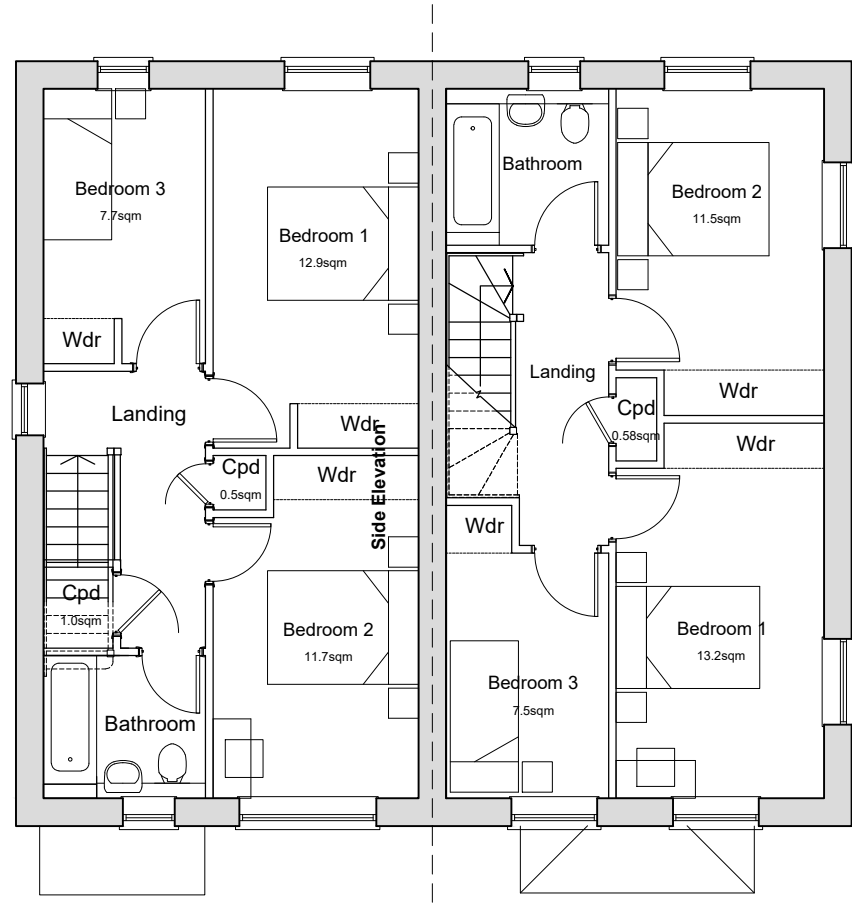 Bedroom 3
7.7sqm
Bedroom 1
12.9sqm
Wdr
Landing
Wdr
Cpd
0.5sqm
Wdr
Side Elevation
Cpd
1.0sqm
Bedroom 2
11.7sqm
Bathroom
Bathroom
Bedroom 2
11.5sqm
Landing
Wdr
Cpd
0.58sqm
Wdr
Wdr
Bedroom 1
13.2sqm
Bedroom 3
7.5sqm